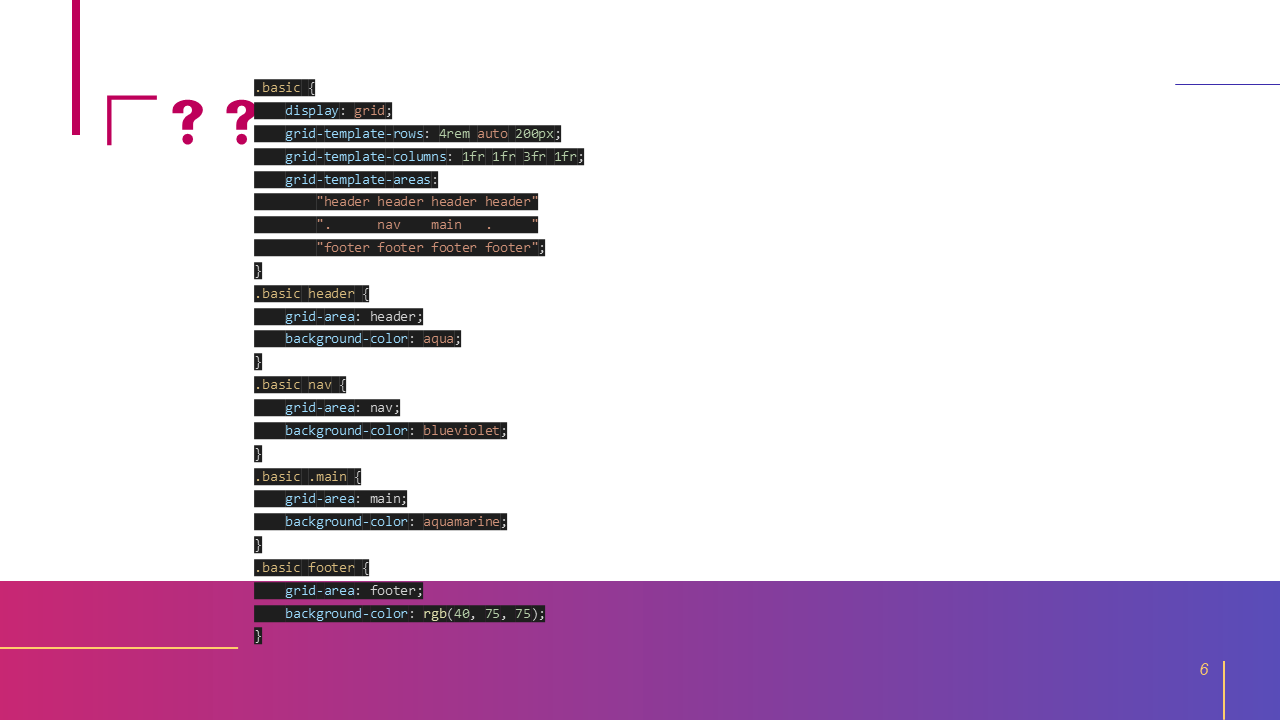 ? ?
.basic {
    display: grid;
    grid-template-rows: 4rem auto 200px;
    grid-template-columns: 1fr 1fr 3fr 1fr;
    grid-template-areas:
        "header header header header"
        ".      nav    main   .     "
        "footer footer footer footer";
}
.basic header {
    grid-area: header;
    background-color: aqua;
}
.basic nav {
    grid-area: nav;
    background-color: blueviolet;
}
.basic .main {
    grid-area: main;
    background-color: aquamarine;
}
.basic footer {
    grid-area: footer;
    background-color: rgb(40, 75, 75);
}
6